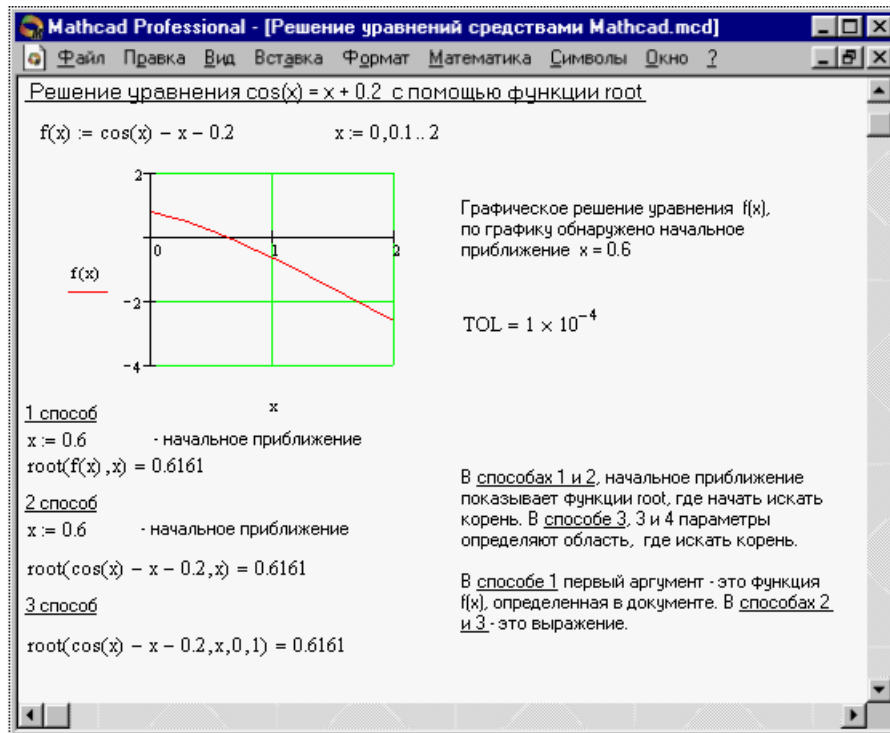 Mathcad Professional - [Решение уравнений средствами Mathcad.mcd]
Файл Правка Вид Вставка Формат Математика Символы Окно ?
Решение уравнения cos(x) = x + 0.2 с помощью функции root
f(x) := cos(x) − x − 0.2 x := 0,0.1 .. 2
2
0 1 2
f(x)
−2
−4
x
Графическое решение уравнения f(x),
по графику обнаружено начальное
приближение x = 0.6
TOL = 1 × 10⁻⁴
1 способ
x := 0.6 - начальное приближение
root(f(x),x) = 0.6161
2 способ
x := 0.6 - начальное приближение
root(cos(x) − x − 0.2,x) = 0.6161
3 способ
root(cos(x) − x − 0.2,x,0,1) = 0.6161
В способах 1 и 2, начальное приближение
показывает функции root, где начать искать
корень. В способе 3, 3 и 4 параметры
определяют область, где искать корень.
В способе 1 первый аргумент - это функция
f(x), определенная в документе. В способах 2
и 3 - это выражение.